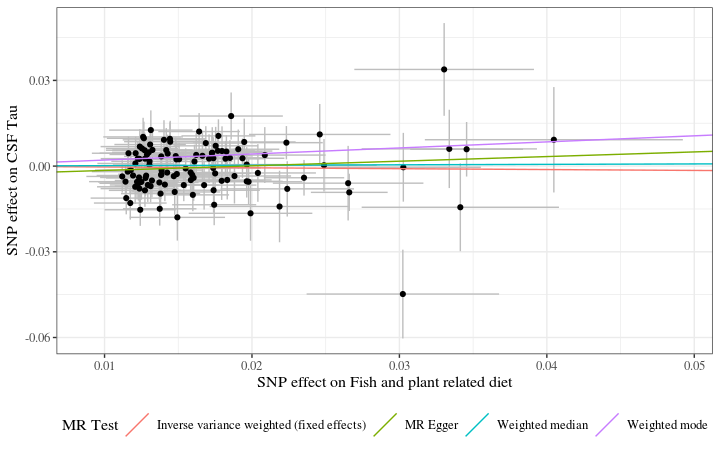 SNP effect on CSF Tau
0.03
0.00
-0.03
-0.06
0.01 0.02 0.03 0.04 0.05
SNP effect on Fish and plant related diet
MR Test Inverse variance weighted (fixed effects) MR Egger Weighted median Weighted mode